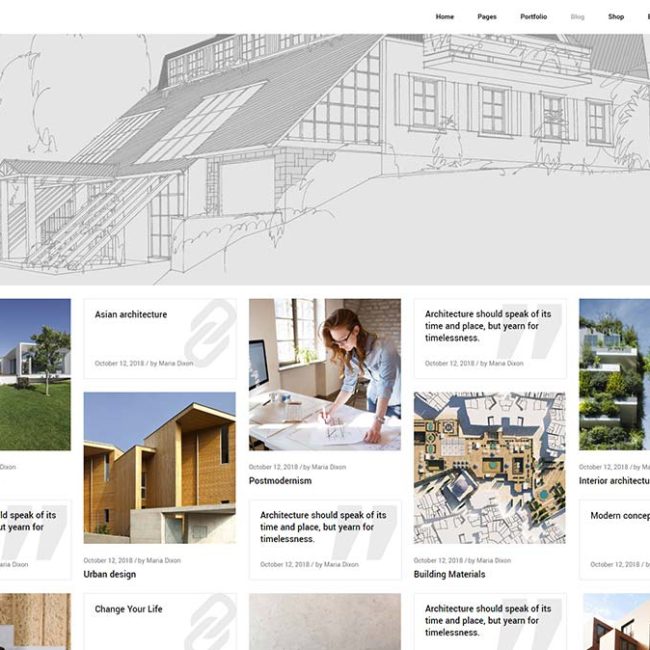 Home Pages Portfolio Blog Shop
Asian architecture
October 12, 2018 / by Maria Dixon
Architecture should speak of its
time and place, but yearn for
timelessness.
October 12, 2018 / by Maria Dixon
Dixon
October 12, 2018 / by Maria Dixon
Postmodernism
October 12, 2018 / by Ma
Interior architectu
ld speak of its
ut yearn for
aria Dixon
October 12, 2018 / by Maria Dixon
Urban design
Architecture should speak of its
time and place, but yearn for
timelessness.
October 12, 2018 / by Maria Dixon
October 12, 2018 / by Maria Dixon
Building Materials
Modern concep
October 12, 2018 / b
Change Your Life
Architecture should speak of its
time and place, but yearn for
timelessness.